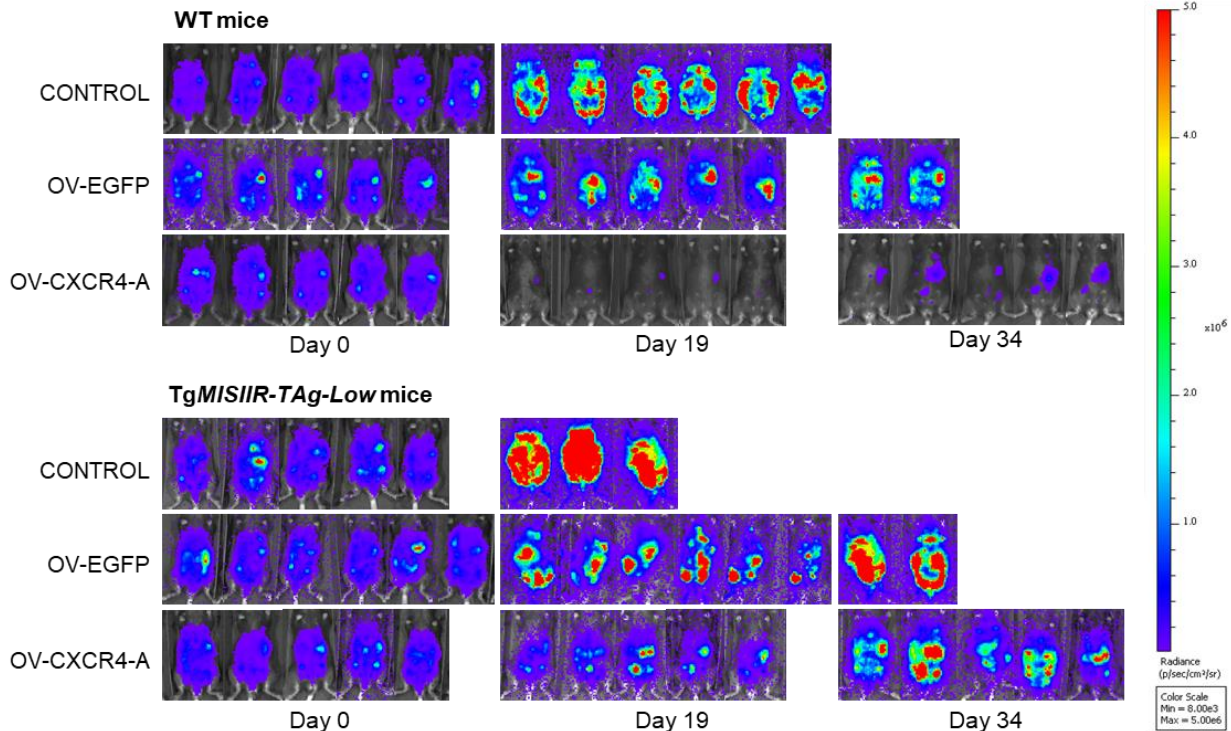 WT mice
CONTROL
OV-EGFP
OV-CXCR4-A
Day 0
Day 19
Day 34
TgMISIIR-TAg-Low mice
CONTROL
OV-EGFP
OV-CXCR4-A
Day 0
Day 19
Day 34
5.0
4.0
3.0
x10⁶
2.0
1.0
Radiance
(p/sec/cm²/sr)
Color Scale
Min = 8.00e3
Max = 5.00e6